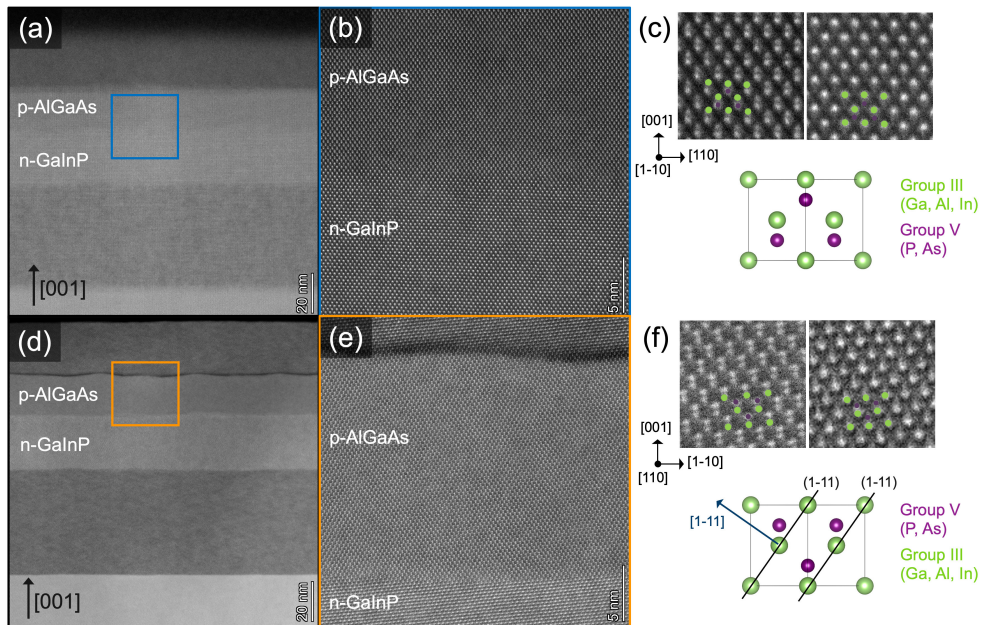 (a)
p-AlGaAs
n-GaInP
[001]
20 nm
(b)
p-AlGaAs
n-GaInP
5 nm
(c)
[001]
[110]
[1-10]
Group III
(Ga, Al, In)
Group V
(P, As)
(d)
p-AlGaAs
n-GaInP
[001]
20 nm
(e)
p-AlGaAs
n-GaInP
5 nm
(f)
[001]
[1-10]
[110]
(1-11)
(1-11)
[1-11]
Group V
(P, As)
Group III
(Ga, Al, In)